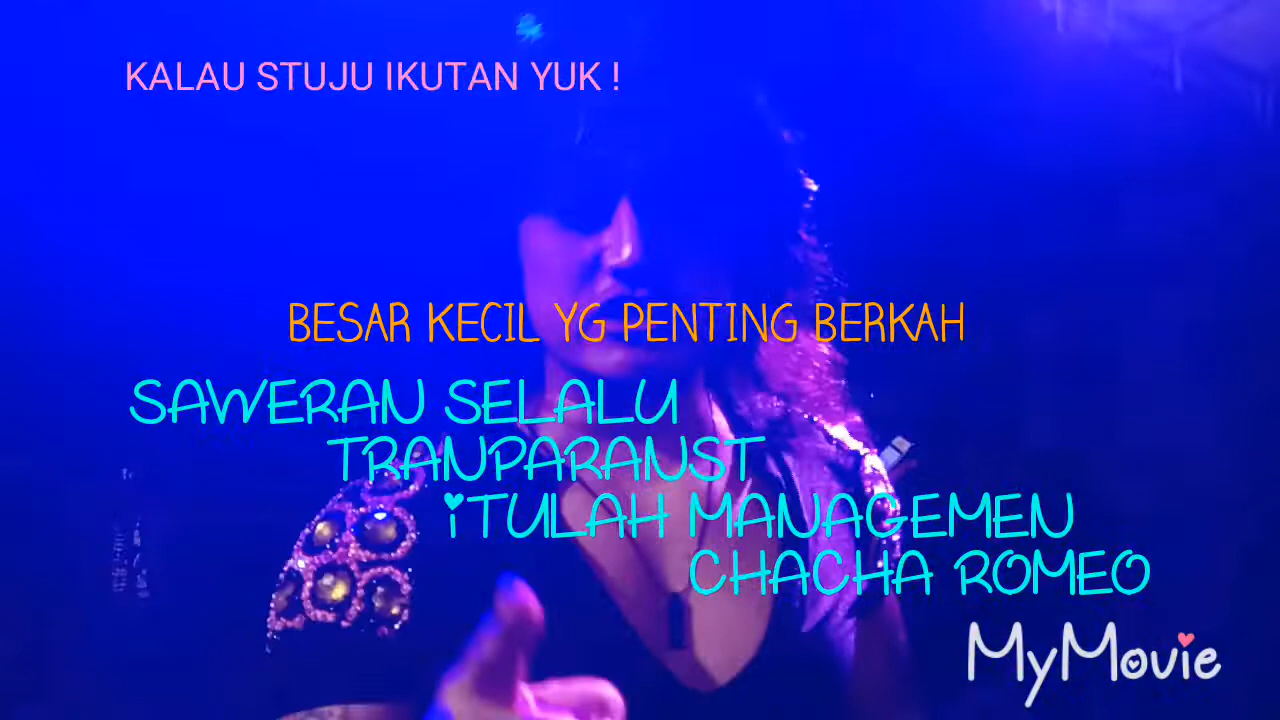 KALAU STUJU IKUTAN YUK !
BESAR KECIL YG PENTING BERKAH
SAWERAN SELALU
TRANPARANST
iTULAH MANAGEMEN
CHACHA ROMEO
MyMovie